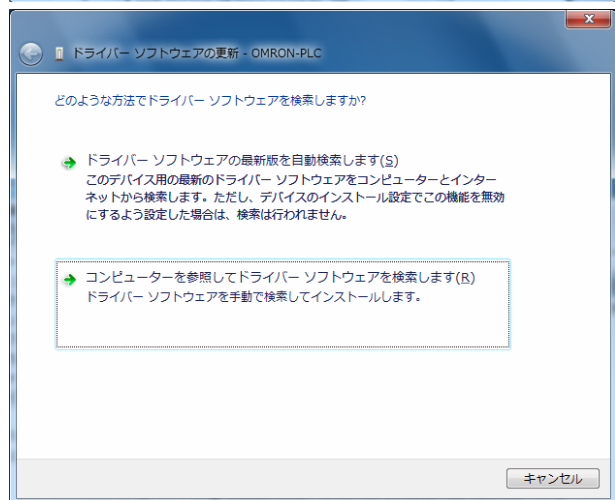 ドライバー ソフトウェアの更新 - OMRON-PLC
どのような方法でドライバー ソフトウェアを検索しますか?
ドライバー ソフトウェアの最新版を自動検索します(S)
このデバイス用の最新のドライバー ソフトウェアをコンピューターとインター
ネットから検索します。ただし、デバイスのインストール設定でこの機能を無効
にするよう設定した場合は、検索は行われません。
コンピューターを参照してドライバー ソフトウェアを検索します(R)
ドライバー ソフトウェアを手動で検索してインストールします。
キャンセル